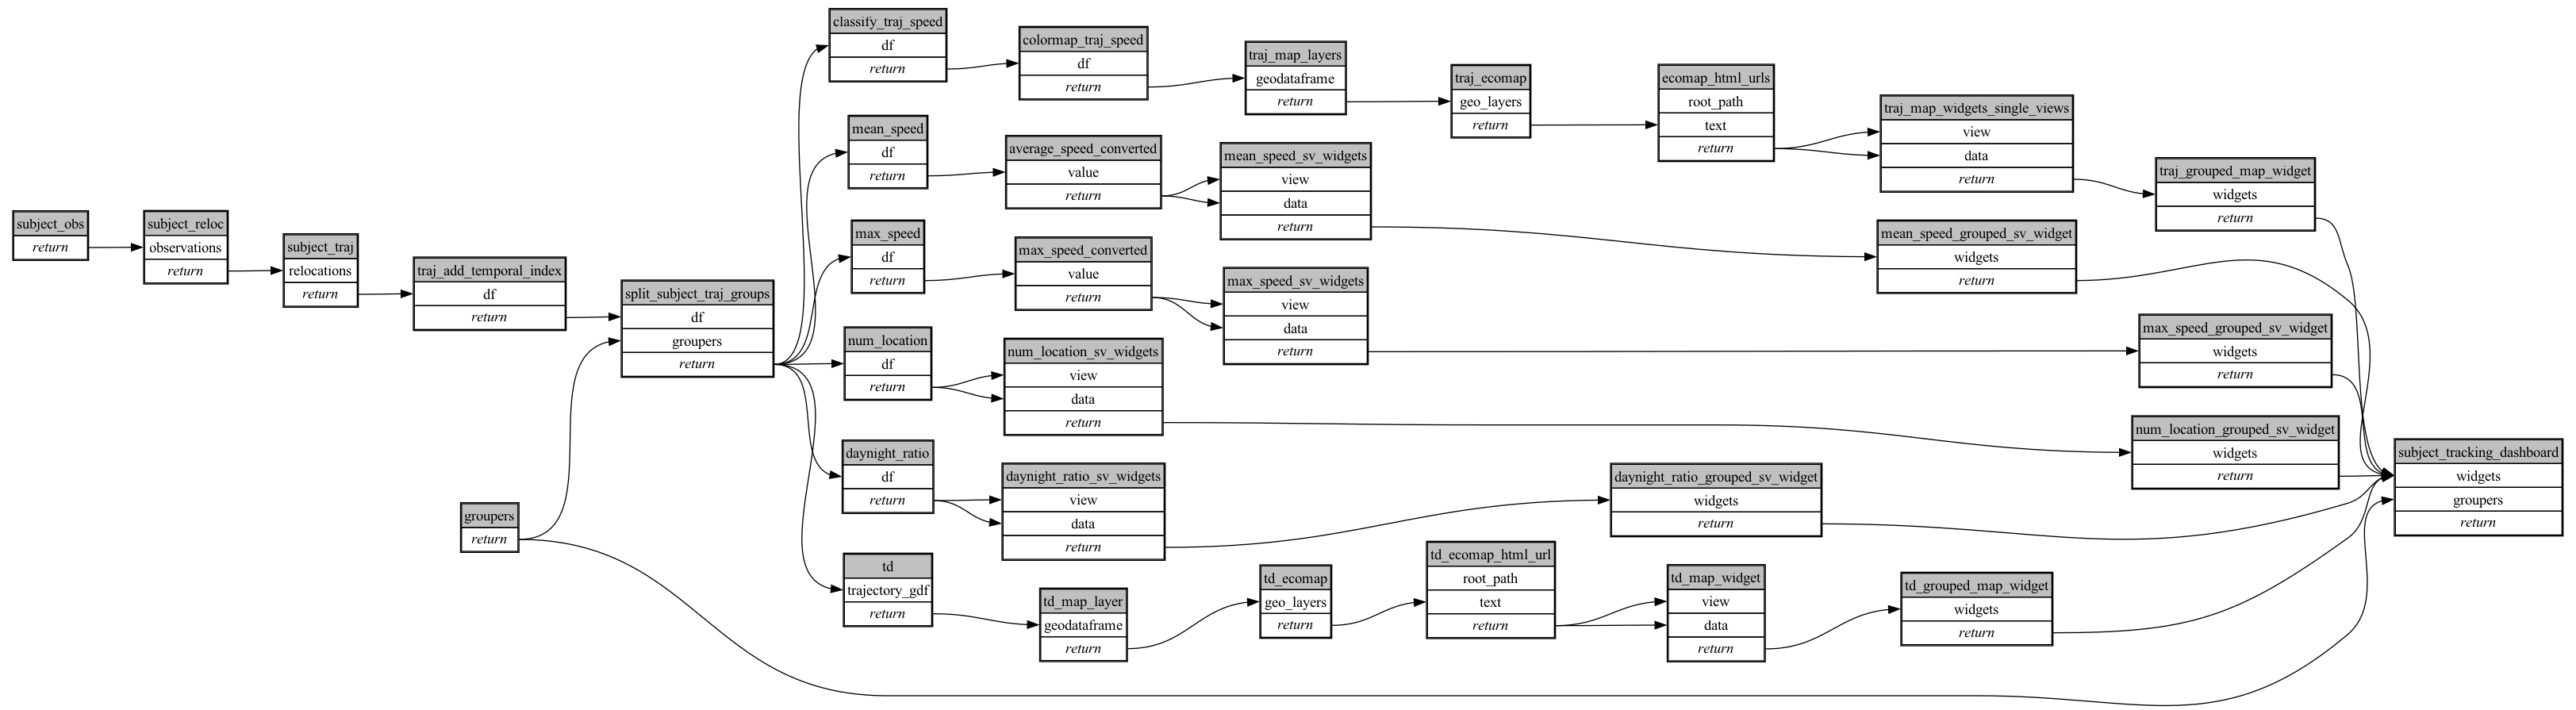 subject_obs
return
subject_reloc
observations
return
subject_traj
relocations
return
traj_add_temporal_index
df
return
groupers
return
split_subject_traj_groups
df
groupers
return
classify_traj_speed
df
return
colormap_traj_speed
df
return
traj_map_layers
geodataframe
return
traj_ecomap
geo_layers
return
ecomap_html_urls
root_path
text
return
traj_map_widgets_single_views
view
data
return
traj_grouped_map_widget
widgets
return
mean_speed
df
return
average_speed_converted
value
return
mean_speed_sv_widgets
view
data
return
mean_speed_grouped_sv_widget
widgets
return
max_speed
df
return
max_speed_converted
value
return
max_speed_sv_widgets
view
data
return
max_speed_grouped_sv_widget
widgets
return
num_location
df
return
num_location_sv_widgets
view
data
return
num_location_grouped_sv_widget
widgets
return
daynight_ratio
df
return
daynight_ratio_sv_widgets
view
data
return
daynight_ratio_grouped_sv_widget
widgets
return
td
trajectory_gdf
return
td_map_layer
geodataframe
return
td_ecomap
geo_layers
return
td_ecomap_html_url
root_path
text
return
td_map_widget
view
data
return
td_grouped_map_widget
widgets
return
subject_tracking_dashboard
widgets
groupers
return